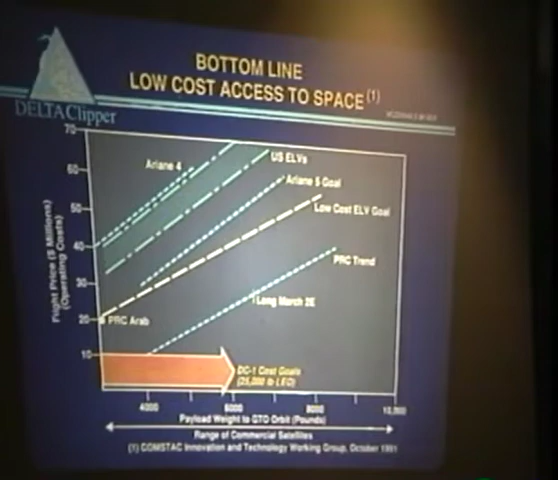 BOTTOM LINE
LOW COST ACCESS TO SPACE (1)
DELTA Clipper
70
60
50
40
30
20
10
Flight Price ($ Millions)
(Operating Costs)
Ariane 4
US ELVs
Ariane 5 Goal
Low Cost ELV Goal
PRC Trend
Long March 2E
PRC Arab
DC-1 Cost Goals
(25,000 to LEO)
4000
6000
8000
10,000
Payload Weight to GTO Orbit (Pounds)
Range of Commercial Satellites
(1) COMSTAC Innovation and Technology Working Group, October 1991